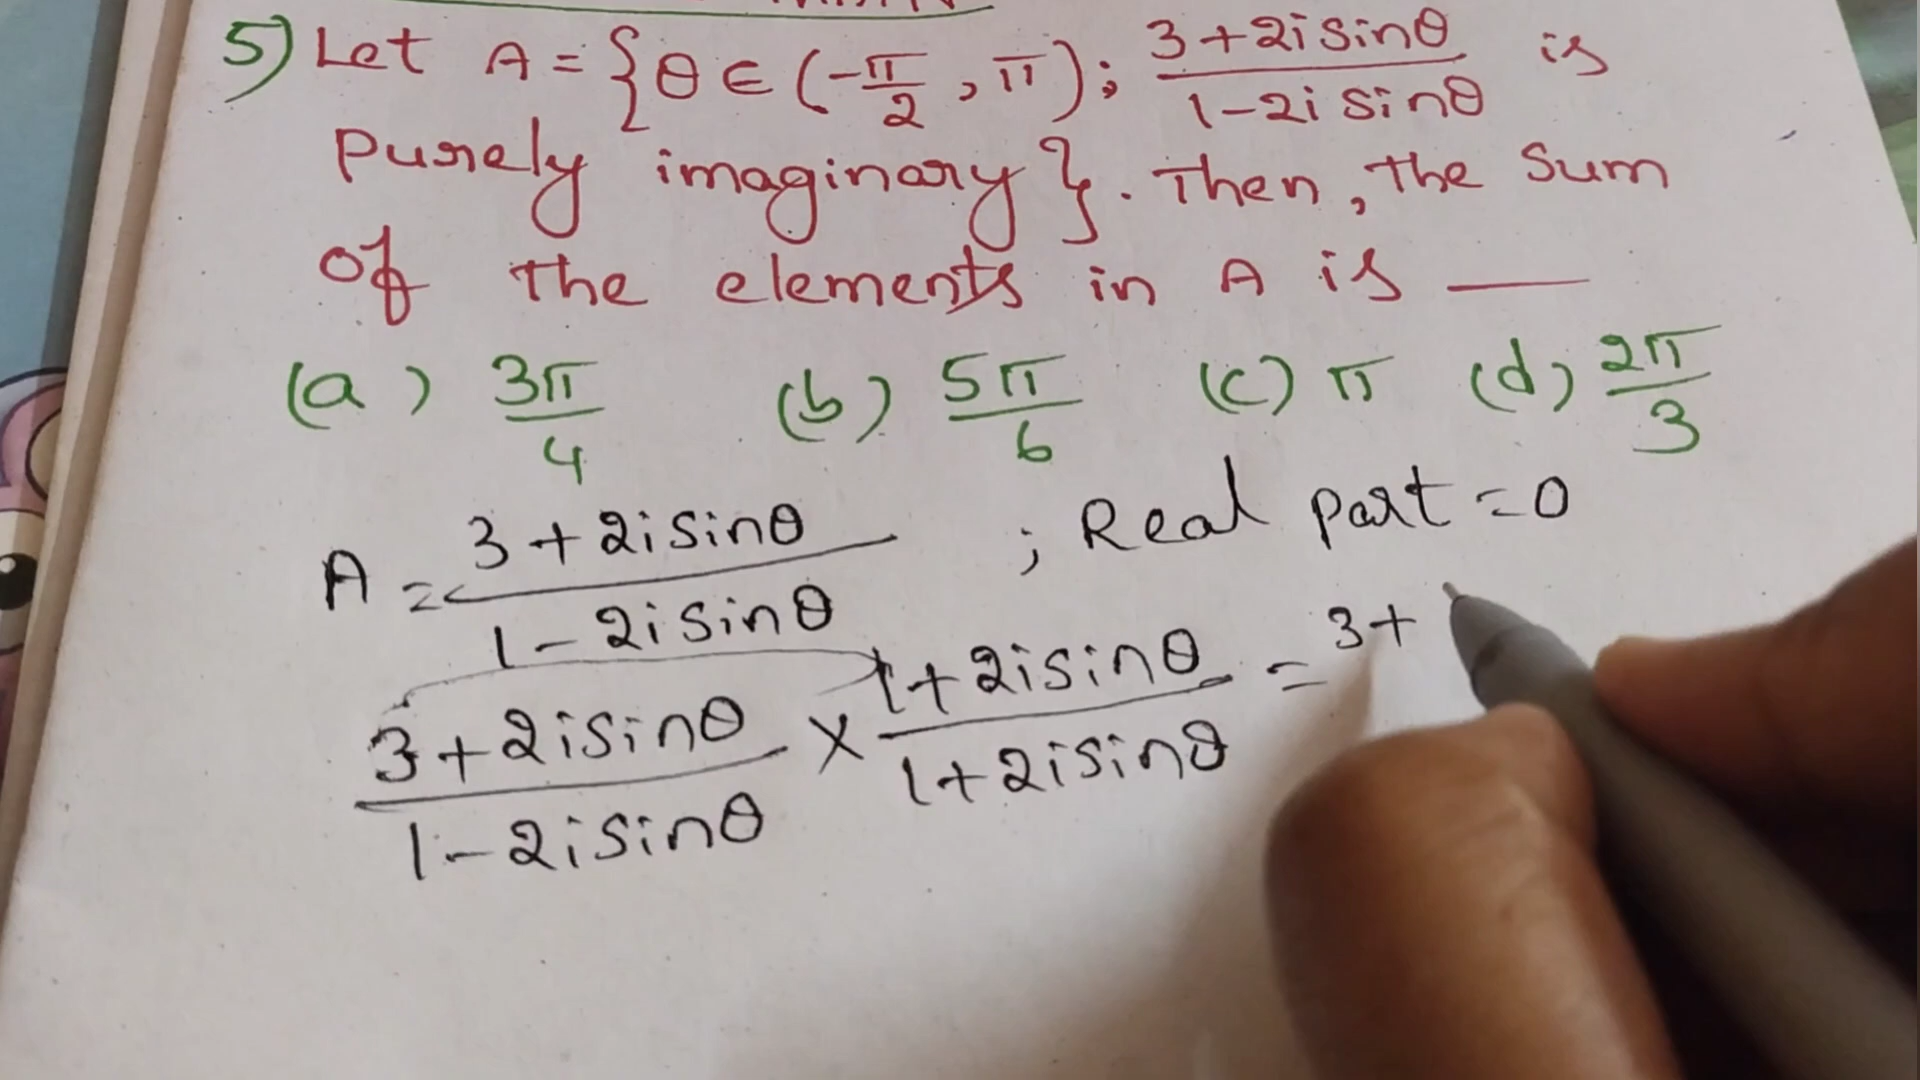 5) Let A = {θ ∈ (-π/2, π); (3+2i sinθ)/(1-2i sinθ) is
Purely imaginary}. Then, the Sum
of the elements in A is ___
(a) 3π/4 (b) 5π/6 (c) π (d) 2π/3
A = (3+2i sinθ)/(1-2i sinθ) ; Real part = 0
(3+2i sinθ)/(1-2i sinθ) × (1+2i sinθ)/(1+2i sinθ) = 3+